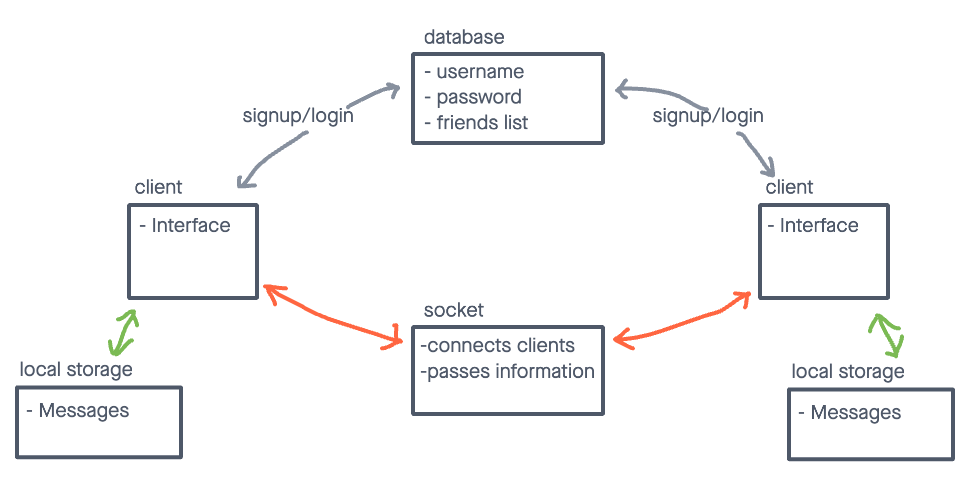 database
- username
- password
- friends list
signup/login
signup/login
client
- Interface
client
- Interface
socket
-connects clients
-passes information
local storage
- Messages
local storage
- Messages